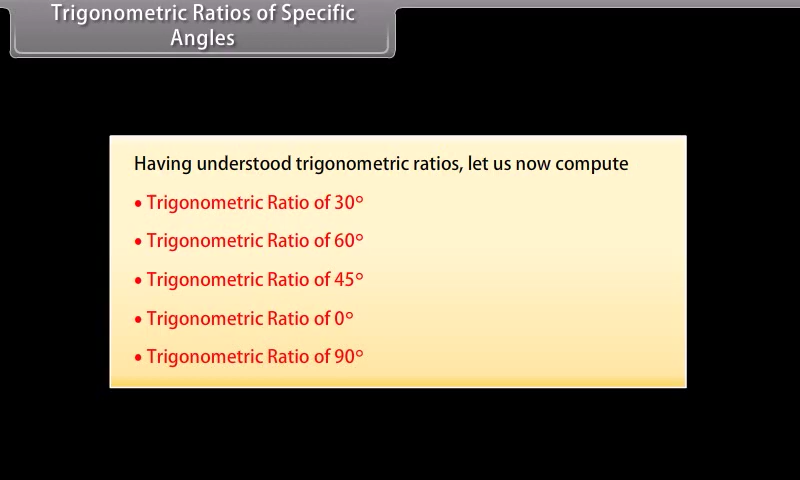 Trigonometric Ratios of Specific
Angles
Having understood trigonometric ratios, let us now compute
• Trigonometric Ratio of 30°
• Trigonometric Ratio of 60°
• Trigonometric Ratio of 45°
• Trigonometric Ratio of 0°
• Trigonometric Ratio of 90°